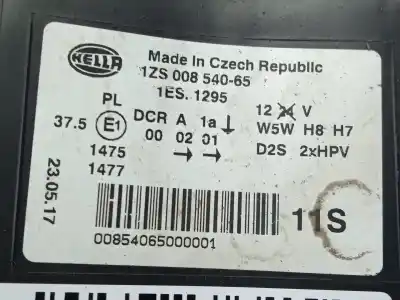 HELLA
Made in Czech Republic
1ZS 008 540-65
1ES. 1295
PL
37.5 E1 DCR A 1a ↓ 12 24 V
00 02 01 W5W H8 H7
1475 → → D2S 2xHPV
1477
23.05.17
11S
00854065000001